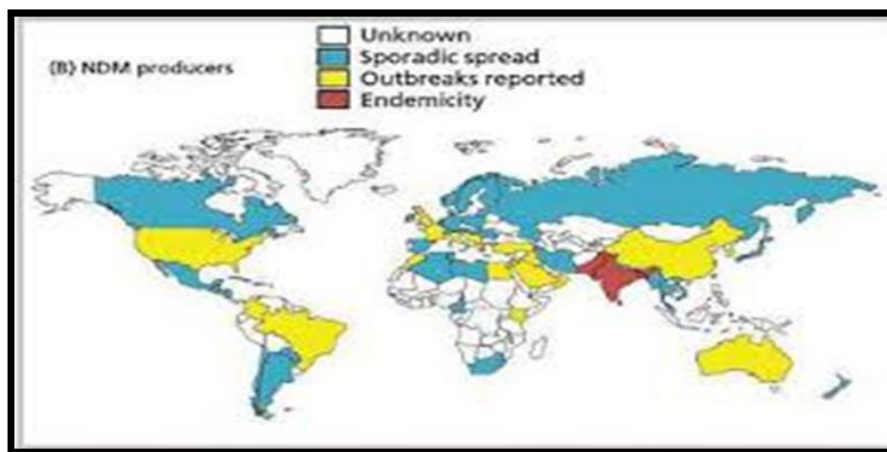 Unknown
Sporadic spread
(B) NDM producers
Outbreaks reported
Endemicity